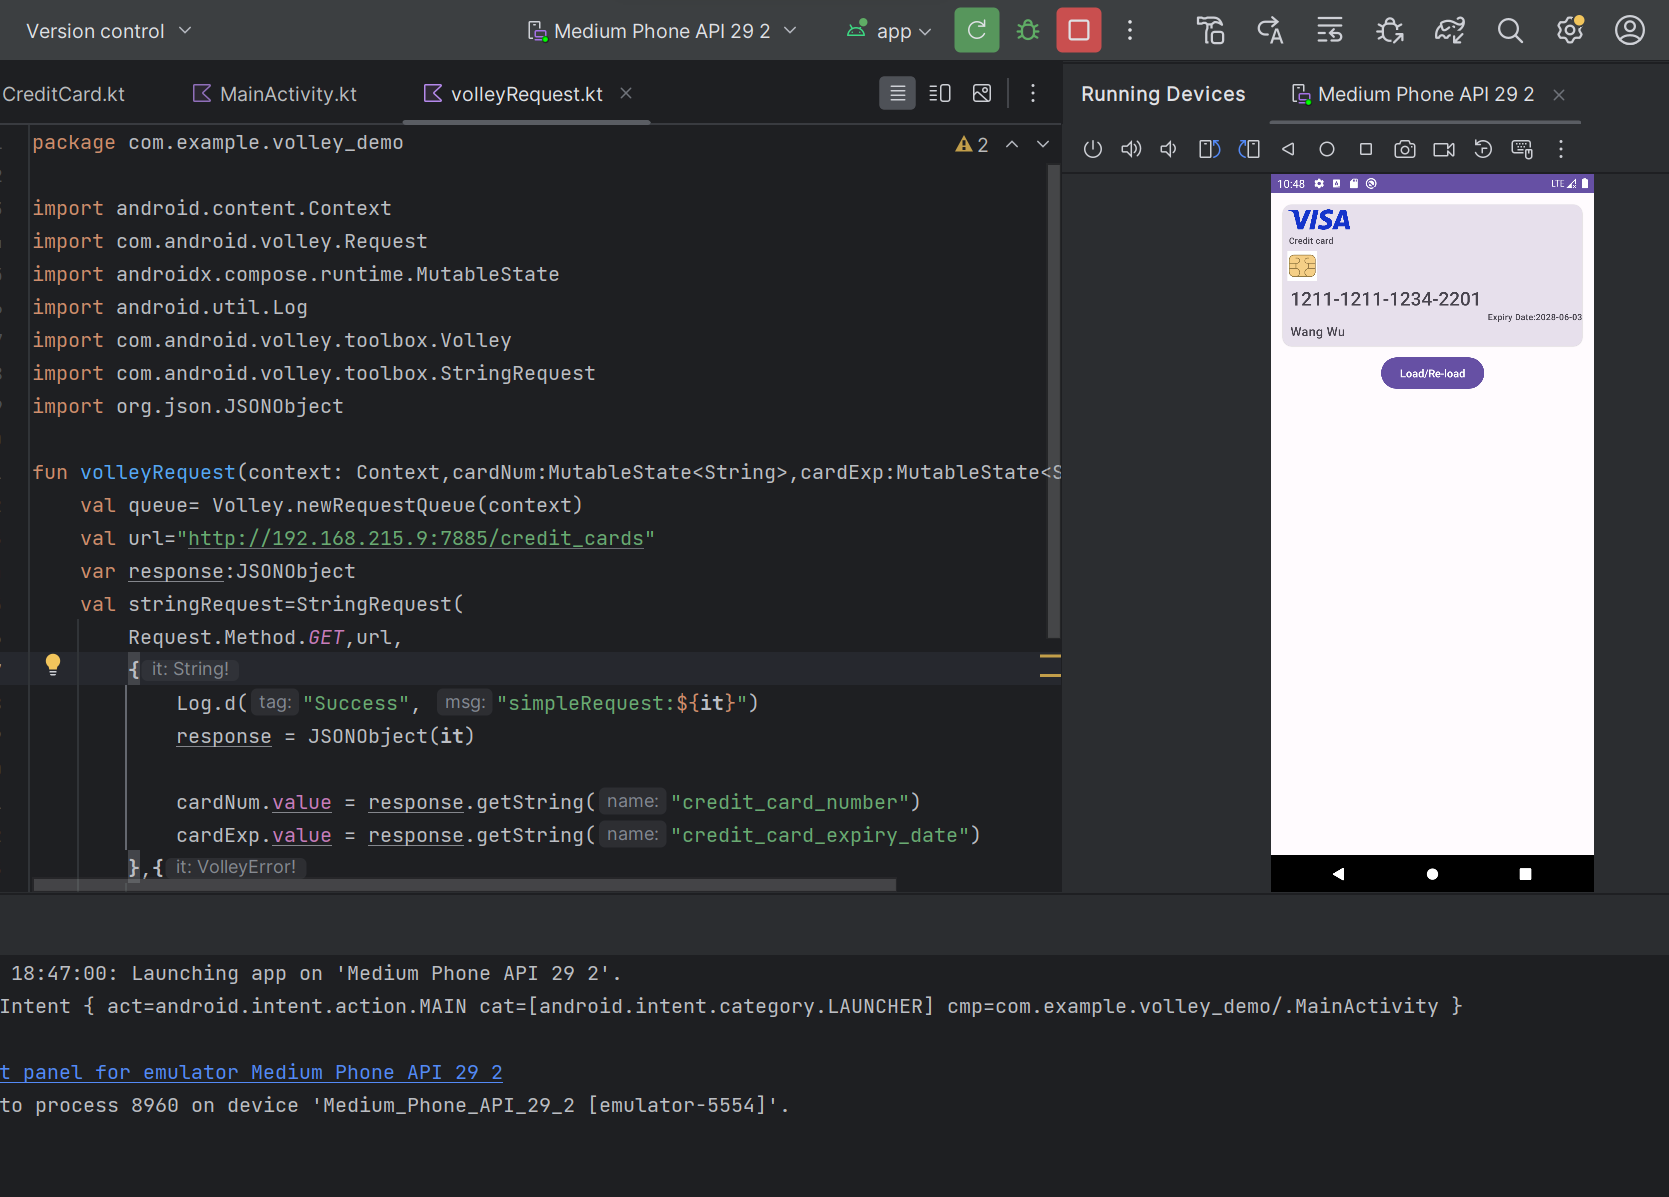 Version control
Medium Phone API 29 2
app
CreditCard.kt
MainActivity.kt
volleyRequest.kt
Running Devices
Medium Phone API 29 2
package com.example.volley_demo
2
import android.content.Context
import com.android.volley.Request
import androidx.compose.runtime.MutableState
import android.util.Log
import com.android.volley.toolbox.Volley
import com.android.volley.toolbox.StringRequest
import org.json.JSONObject
fun volleyRequest(context: Context,cardNum:MutableState<String>,cardExp:MutableState<S
val queue= Volley.newRequestQueue(context)
val url="http://192.168.215.9:7885/credit_cards"
var response:JSONObject
val stringRequest=StringRequest(
Request.Method.GET,url,
{ it: String!
Log.d( tag: "Success", msg: "simpleRequest:${it}")
response = JSONObject(it)
cardNum.value = response.getString( name: "credit_card_number")
cardExp.value = response.getString( name: "credit_card_expiry_date")
},{ it: VolleyError!
10:48
LTE
VISA
Credit card
1211-1211-1234-2201
Expiry Date:2028-06-03
Wang Wu
Load/Re-load
18:47:00: Launching app on 'Medium Phone API 29 2'.
Intent { act=android.intent.action.MAIN cat=[android.intent.category.LAUNCHER] cmp=com.example.volley_demo/.MainActivity }
t panel for emulator Medium Phone API 29 2
to process 8960 on device 'Medium_Phone_API_29_2 [emulator-5554]'.